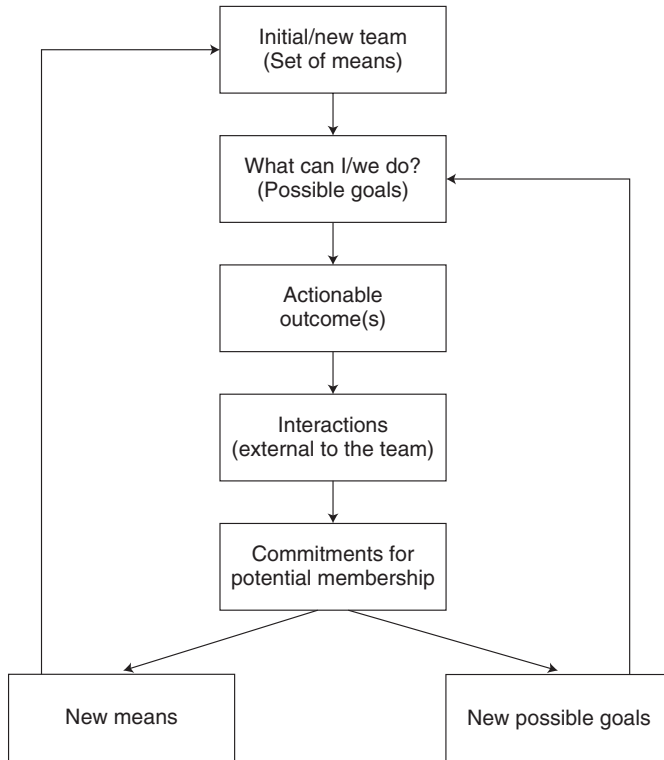 Initial/new team
(Set of means)
What can I/we do?
(Possible goals)
Actionable
outcome(s)
Interactions
(external to the team)
Commitments for
potential membership
New means
New possible goals